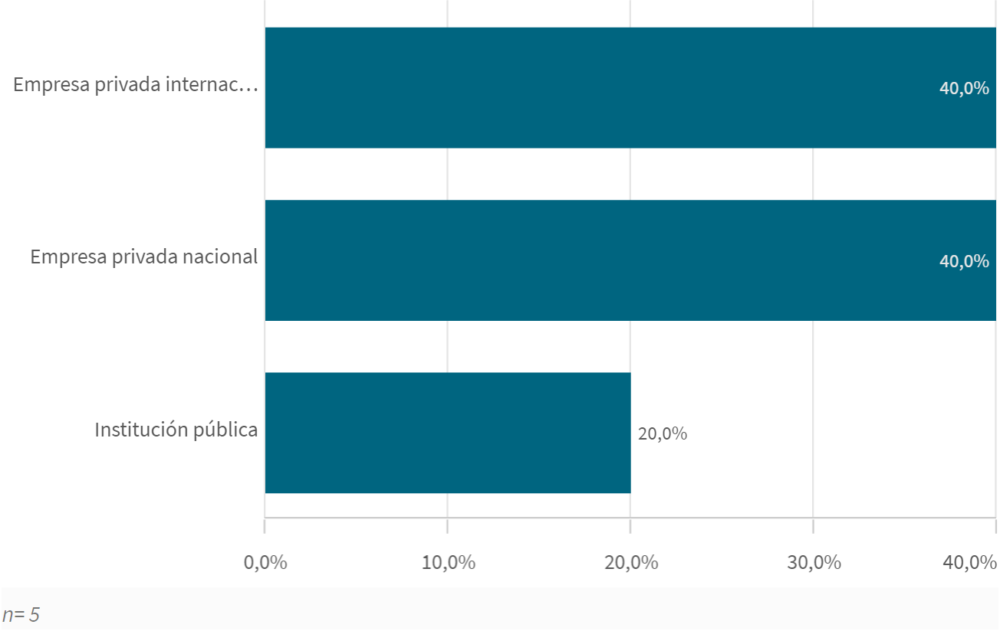 Empresa privada internac…
40,0%
Empresa privada nacional
40,0%
Institución pública
20,0%
0,0% 10,0% 20,0% 30,0% 40,0%
n= 5